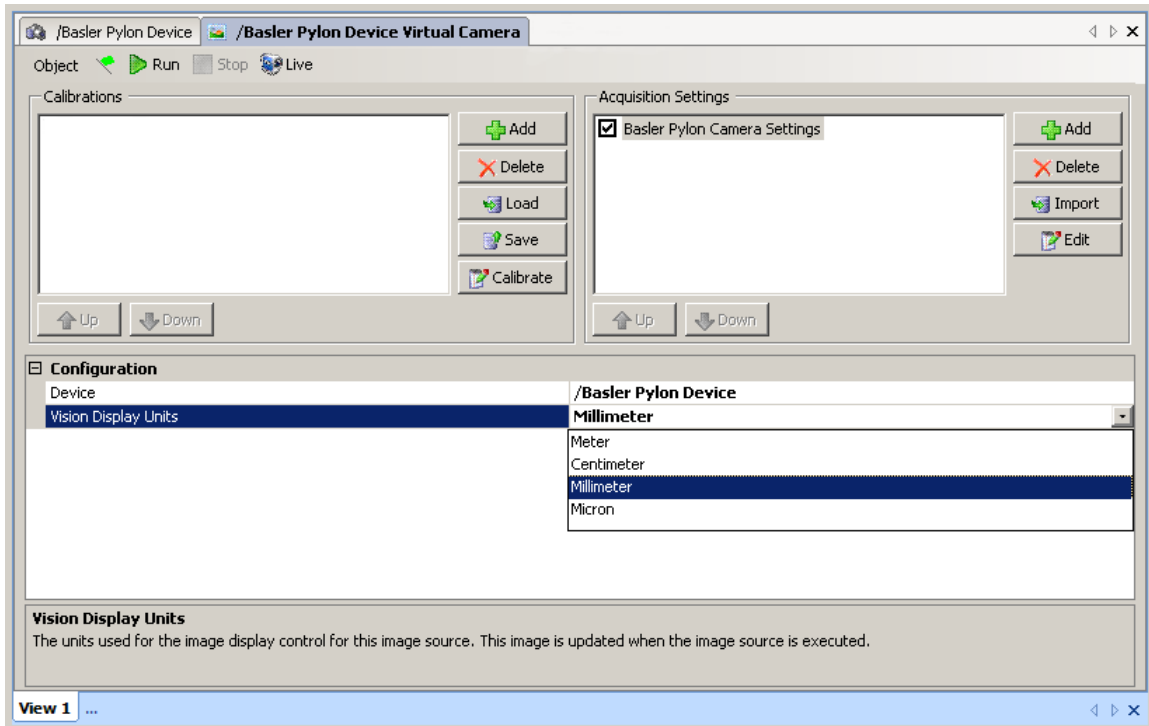 /Basler Pylon Device /Basler Pylon Device Virtual Camera
Object Run Stop Live
Calibrations
Add
Delete
Load
Save
Calibrate
Up Down
Acquisition Settings
Basler Pylon Camera Settings
Add
Delete
Import
Edit
Up Down
Configuration
Device /Basler Pylon Device
Vision Display Units Millimeter
Meter
Centimeter
Millimeter
Micron
Vision Display Units
The units used for the image display control for this image source. This image is updated when the image source is executed.
View 1 ...